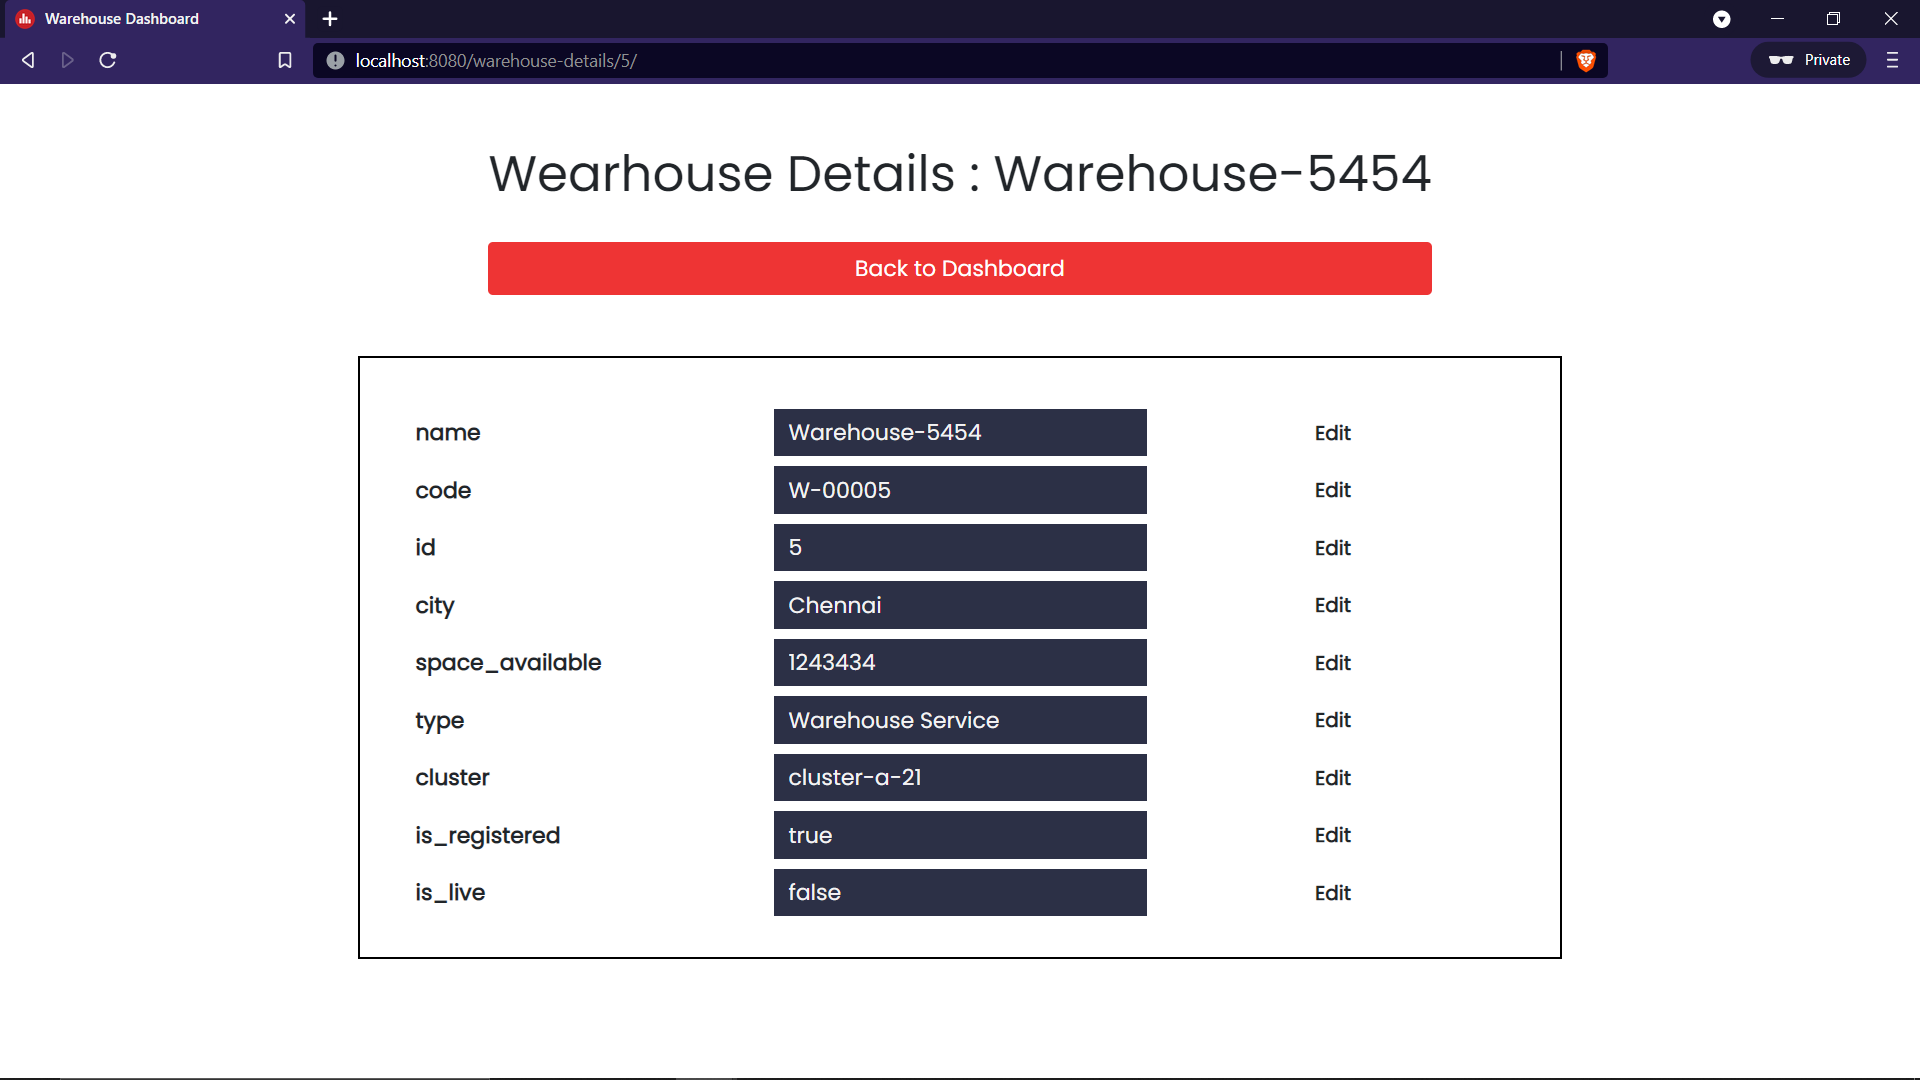 Warehouse Dashboard
localhost:8080/warehouse-details/5/
Private
Wearhouse Details : Warehouse-5454
Back to Dashboard
name Warehouse-5454 Edit
code W-00005 Edit
id 5 Edit
city Chennai Edit
space_available 1243434 Edit
type Warehouse Service Edit
cluster cluster-a-21 Edit
is_registered true Edit
is_live false Edit